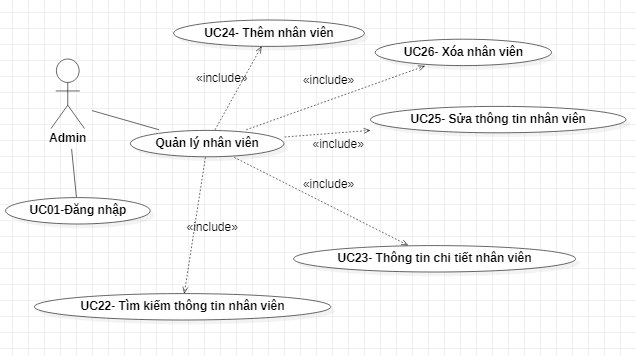 UC24- Thêm nhân viên
UC26- Xóa nhân viên
«include»
«include»
UC25- Sửa thông tin nhân viên
Admin
Quản lý nhân viên
«include»
«include»
UC01-Đăng nhập
«include»
UC23- Thông tin chi tiết nhân viên
UC22- Tìm kiếm thông tin nhân viên